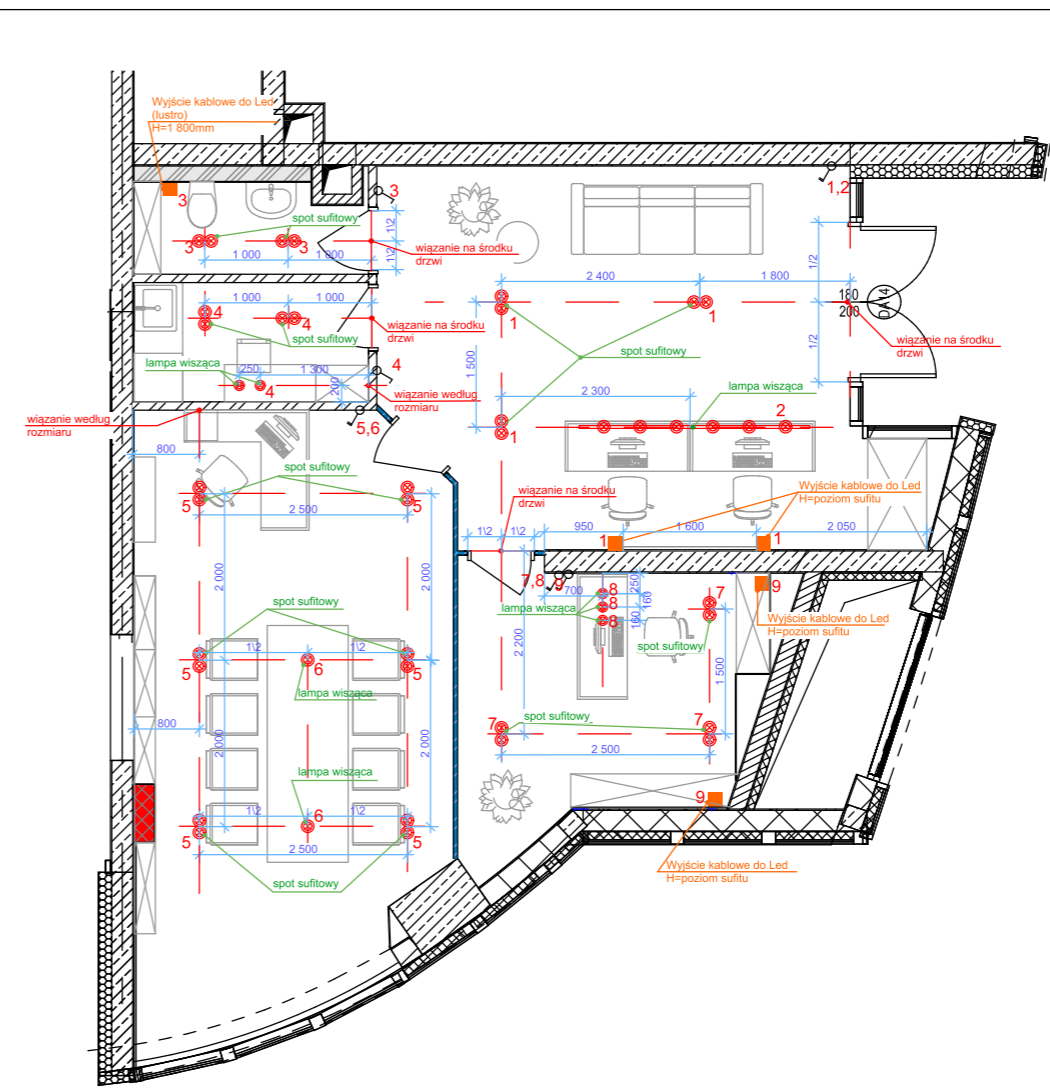 Wyjście kablowe do Led
(lustro)
H=1 800mm
3
3
1,2
spot sufitowy
3
3
wiązanie na środku
drzwi
1\2
1\2
1 000
1 000
2 400
1 800
1/2
1 000
1 000
180
200
DA14
4
4
1
1
wiązanie na środku
drzwi
spot sufitowy
wiązanie na środku
drzwi
1/2
lampa wisząca
spot sufitowy
250
1 300
4
1 500
4
200
wiązanie według
rozmiaru
2 300
lampa wisząca
wiązanie według
rozmiaru
5,6
1
2
800
spot sufitowy
5
5
2 500
wiązanie na środku
drzwi
Wyjście kablowe do Led
H=poziom sufitu
1\2
1\2
950
1 600
2 050
1
1
2 000
2 000
7,8
9
700
250
160
160
8
8
8
7
9
lampa wisząca
spot sufitowy
Wyjście kablowe do Led
H=poziom sufitu
spot sufitowy
2 200
1 500
1\2
1\2
5
6
5
lampa wisząca
800
7
spot sufitowy
7
2 500
2 000
2 000
lampa wisząca
9
1\2
1\2
5
6
5
2 500
Wyjście kablowe do Led
H=poziom sufitu
spot sufitowy